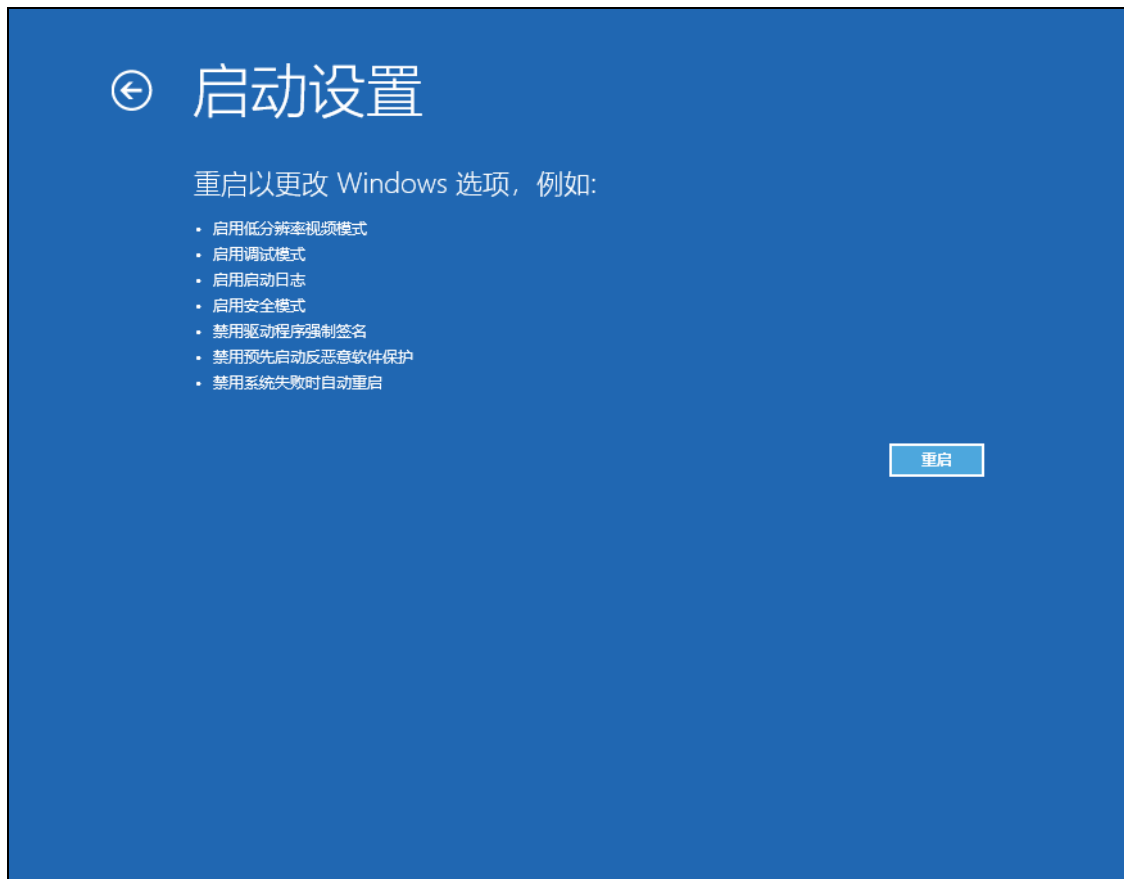 启动设置
重启以更改 Windows 选项，例如:
• 启用低分辨率视频模式
• 启用调试模式
• 启用启动日志
• 启用安全模式
• 禁用驱动程序强制签名
• 禁用预先启动反恶意软件保护
• 禁用系统失败时自动重启
重启